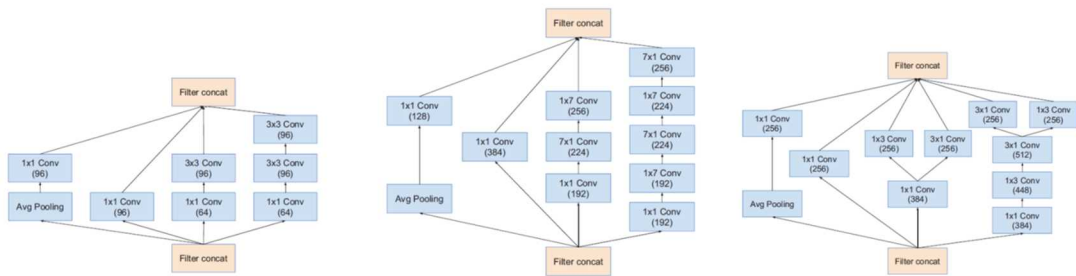 Filter concat
3x3 Conv
(96)
1x1 Conv
(96)
3x3 Conv
(96)
3x3 Conv
(96)
Avg Pooling
1x1 Conv
(96)
1x1 Conv
(64)
1x1 Conv
(64)
Filter concat
Filter concat
7x1 Conv
(256)
1x1 Conv
(128)
1x7 Conv
(256)
1x7 Conv
(224)
1x1 Conv
(384)
7x1 Conv
(224)
7x1 Conv
(224)
1x7 Conv
(192)
Avg Pooling
1x1 Conv
(192)
1x1 Conv
(192)
Filter concat
Filter concat
3x1 Conv
(256)
1x3 Conv
(256)
1x1 Conv
(256)
1x3 Conv
(256)
3x1 Conv
(256)
3x1 Conv
(512)
1x1 Conv
(256)
1x3 Conv
(448)
Avg Pooling
1x1 Conv
(384)
1x1 Conv
(384)
Filter concat